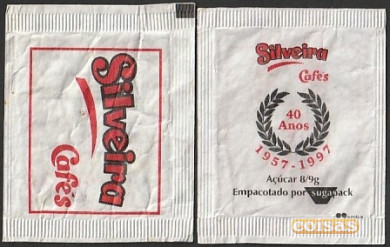 Silveira
Cafés
Silveira
Cafés
40
Anos
1957-1997
Açúcar 8/9g
Empacotado por sugapack
coisas